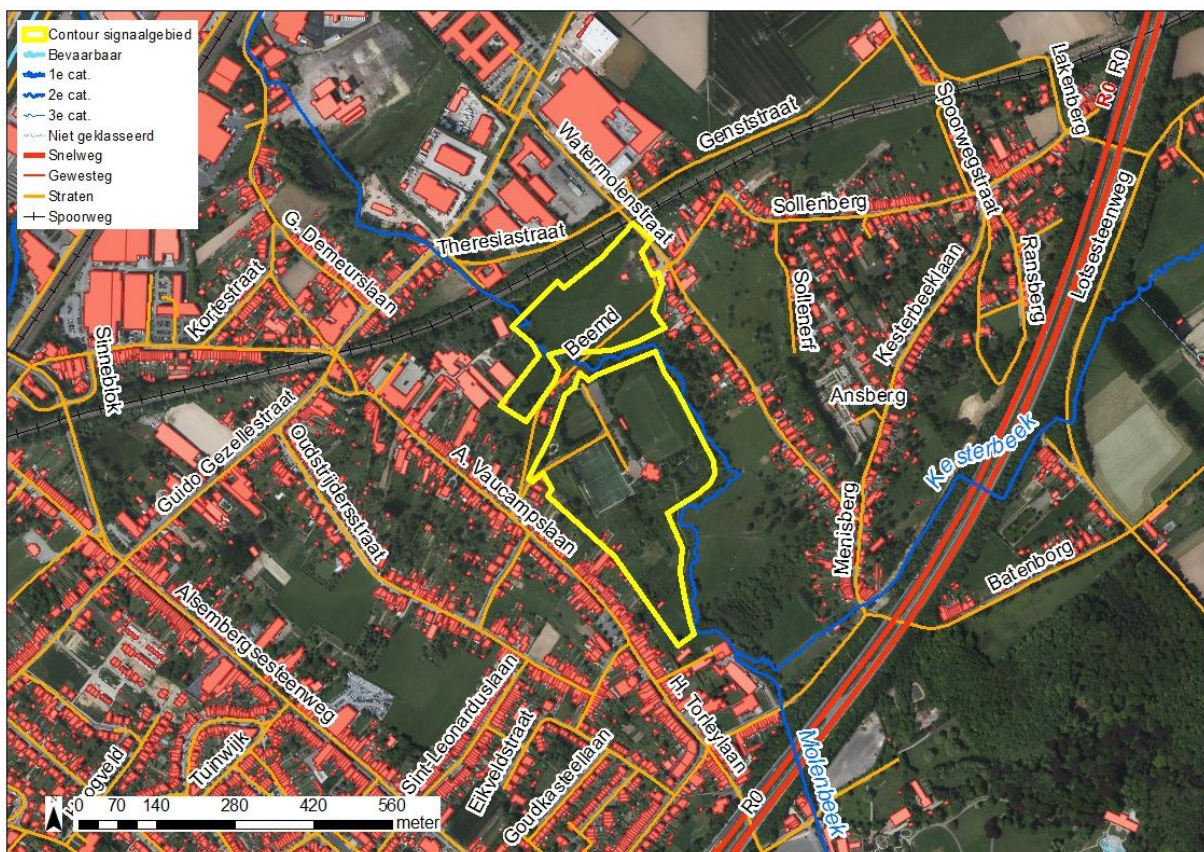 Contour signaalgebied
Bevaarbaar
1e cat.
2e cat.
3e cat.
Niet geklasseerd
Snelweg
Gewesteg
Straten
Spoorweg
Watermolenstraat
Genststraat
Spoorwegstraat
Lakenberg
R0
R0
Lotsesteenweg
Sollenberg
Theresiastraat
G. Demeurslaan
Kortestraat
Sinneblok
Beemd
Sollenerf
Kesterbeeklaan
Ransberg
Ansberg
Kesterbeek
Guido Gezellestraat
Oudstrijdersstraat
A. Vaucampslaan
Menisberg
Batenborg
Alsembergsesteenweg
Sint-Leonarduslaan
H. Torleylaan
Molenbeek
Eikveldstraat
Goudkasteellaan
Tuinwijk
R0
N
0 70 140 280 420 560
meter